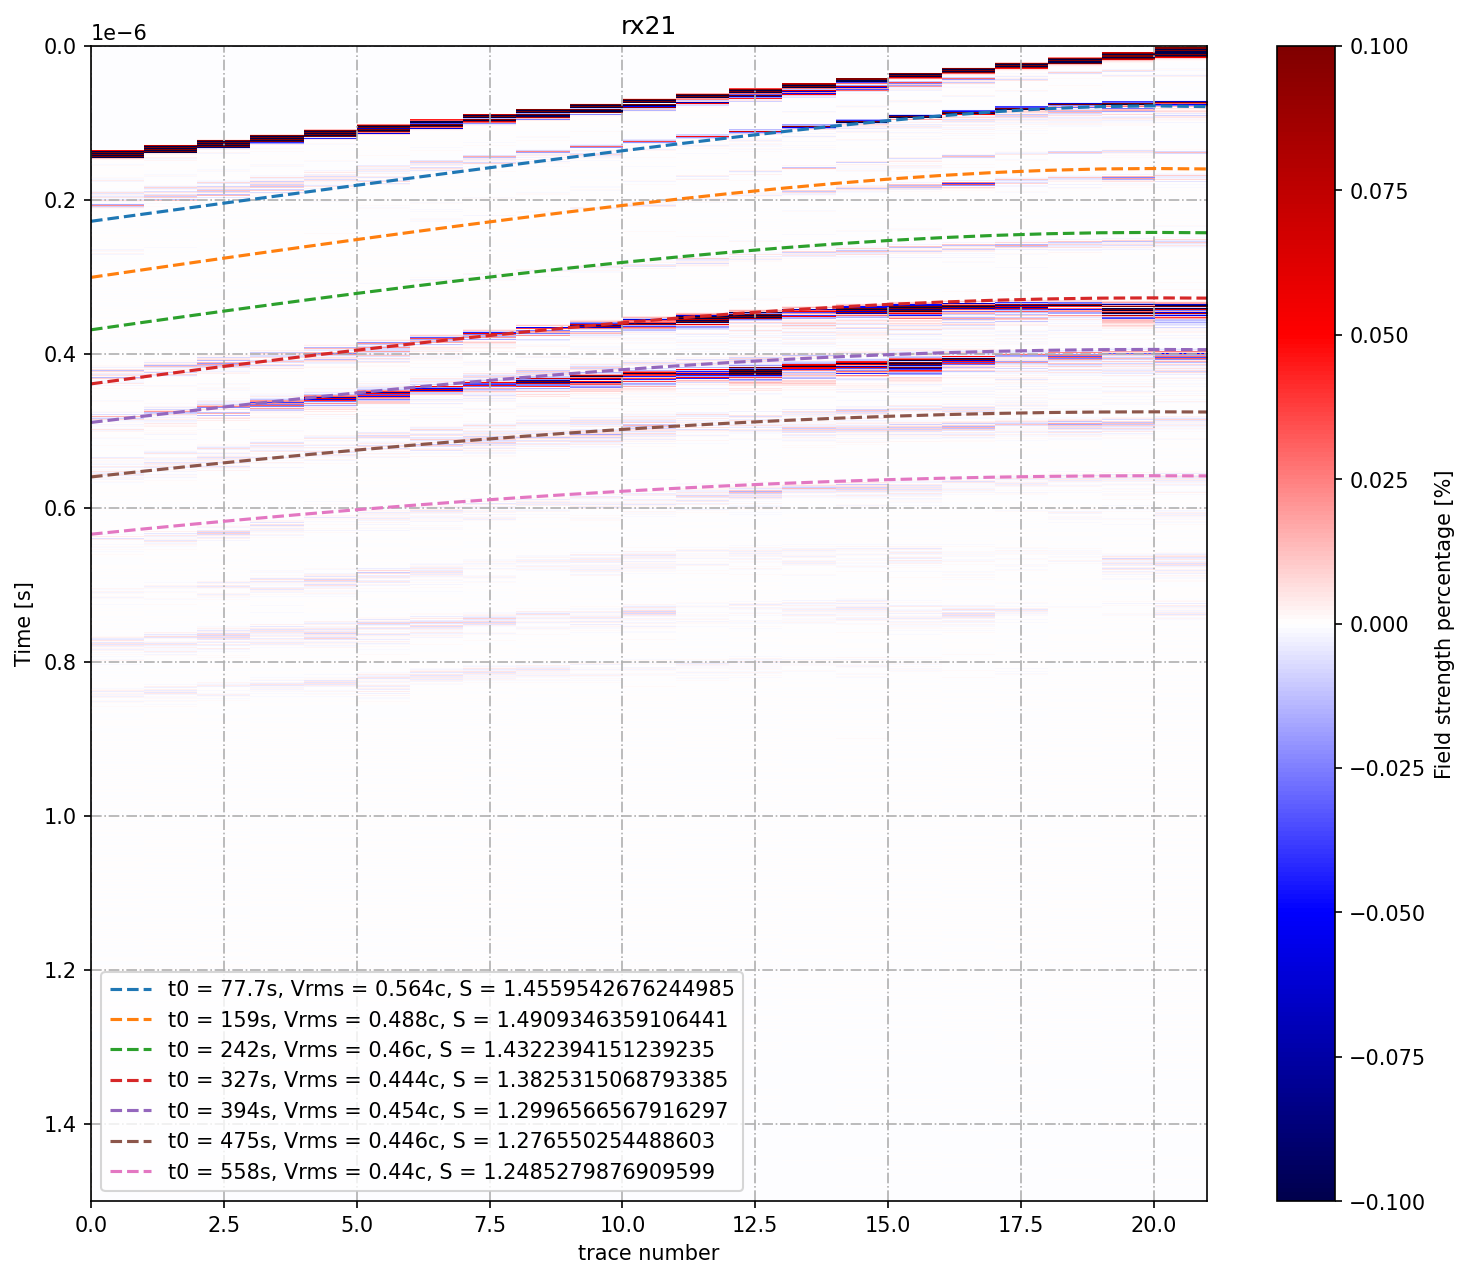 rx21
1e−6
0.0
0.2
0.4
0.6
0.8
1.0
1.2
1.4
Time [s]
t0 = 77.7s, Vrms = 0.564c, S = 1.4559542676244985
t0 = 159s, Vrms = 0.488c, S = 1.4909346359106441
t0 = 242s, Vrms = 0.46c, S = 1.4322394151239235
t0 = 327s, Vrms = 0.444c, S = 1.3825315068793385
t0 = 394s, Vrms = 0.454c, S = 1.2996566567916297
t0 = 475s, Vrms = 0.446c, S = 1.276550254488603
t0 = 558s, Vrms = 0.44c, S = 1.2485279876909599
0.0 2.5 5.0 7.5 10.0 12.5 15.0 17.5 20.0
trace number
0.100
0.075
0.050
0.025
0.000
−0.025
−0.050
−0.075
−0.100
Field strength percentage [%]